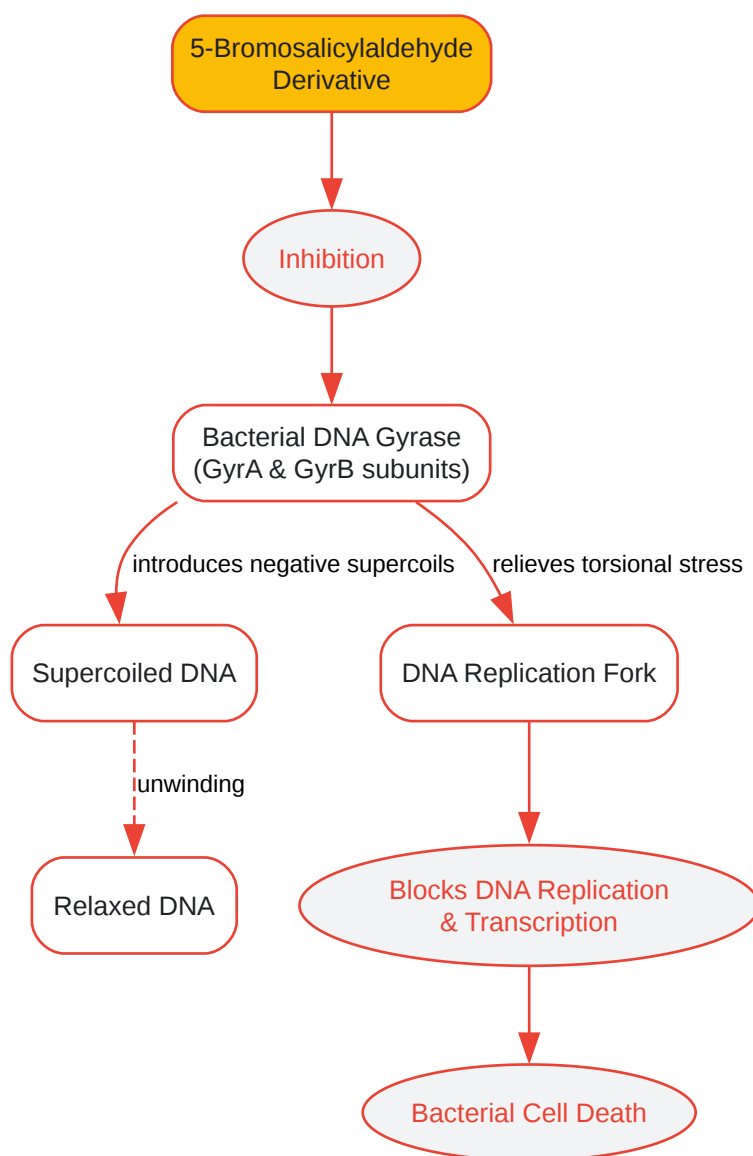 5-Bromosalicylaldehyde
Derivative
Inhibition
Bacterial DNA Gyrase
(GyrA & GyrB subunits)
introduces negative supercoils
relieves torsional stress
Supercoiled DNA
DNA Replication Fork
unwinding
Relaxed DNA
Blocks DNA Replication
& Transcription
Bacterial Cell Death